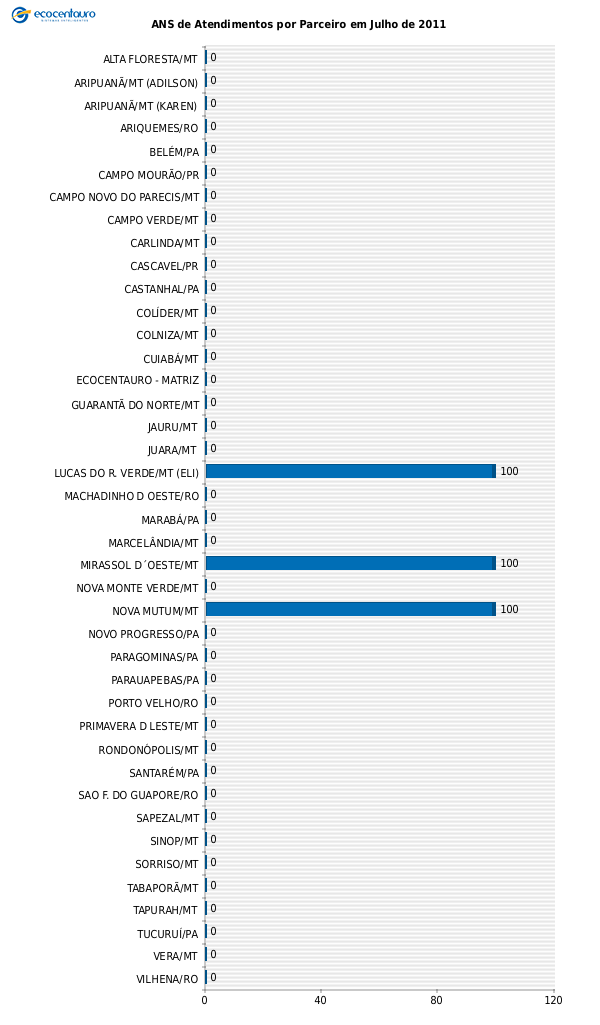 ecocentauro
ANS de Atendimentos por Parceiro em Julho de 2011
ALTA FLORESTA/MT 0
ARIPUANÃ/MT (ADILSON) 0
ARIPUANÃ/MT (KAREN) 0
ARIQUEMES/RO 0
BELÉM/PA 0
CAMPO MOURÃO/PR 0
CAMPO NOVO DO PARECIS/MT 0
CAMPO VERDE/MT 0
CARLINDA/MT 0
CASCAVEL/PR 0
CASTANHAL/PA 0
COLÍDER/MT 0
COLNIZA/MT 0
CUIABÁ/MT 0
ECOCENTAURO - MATRIZ 0
GUARANTÃ DO NORTE/MT 0
JAURU/MT 0
JUARA/MT 0
LUCAS DO R. VERDE/MT (ELI) 100
MACHADINHO D OESTE/RO 0
MARABÁ/PA 0
MARCELÂNDIA/MT 0
MIRASSOL D´OESTE/MT 100
NOVA MONTE VERDE/MT 0
NOVA MUTUM/MT 100
NOVO PROGRESSO/PA 0
PARAGOMINAS/PA 0
PARAUAPEBAS/PA 0
PORTO VELHO/RO 0
PRIMAVERA D LESTE/MT 0
RONDONÓPOLIS/MT 0
SANTARÉM/PA 0
SAO F. DO GUAPORE/RO 0
SAPEZAL/MT 0
SINOP/MT 0
SORRISO/MT 0
TABAPORÃ/MT 0
TAPURAH/MT 0
TUCURUÍ/PA 0
VERA/MT 0
VILHENA/RO 0
0 40 80 120